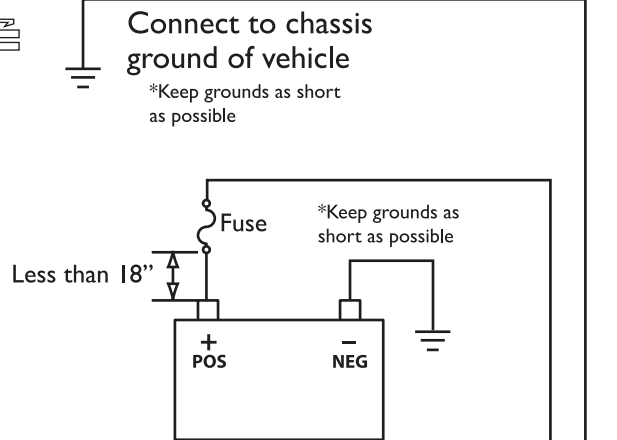 Connect to chassis
ground of vehicle
*Keep grounds as short
as possible
Fuse
*Keep grounds as
short as possible
Less than 18”
+
POS
–
NEG